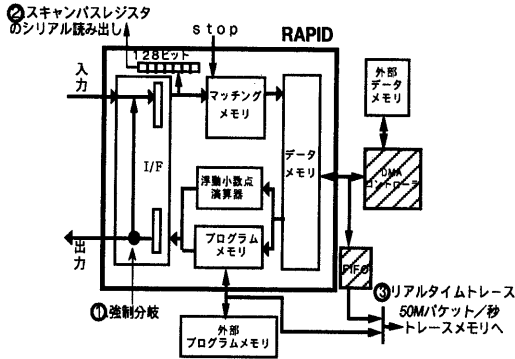 ②スキャンパスレジスタ
のシリアル読み出し
stop
RAPID
128ビット
入力
マッチング
メモリ
外部
データ
メモリ
I/F
データ
メモリ
浮動小数点
演算器
DMA
コントローラ
プログラム
メモリ
出力
FIFO
①強制分岐
③リアルタイムトレース
50Mパケット/秒
トレースメモリへ
外部
プログラムメモリ